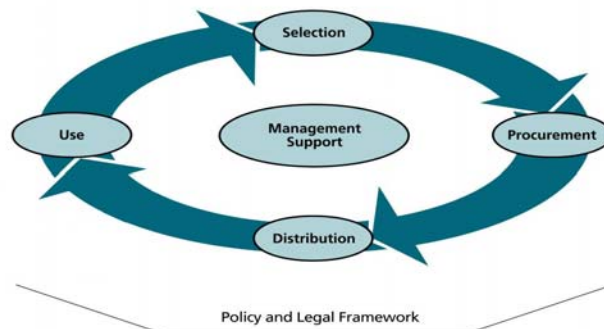 Selection
Use
Management
Support
Procurement
Distribution
Policy and Legal Framework